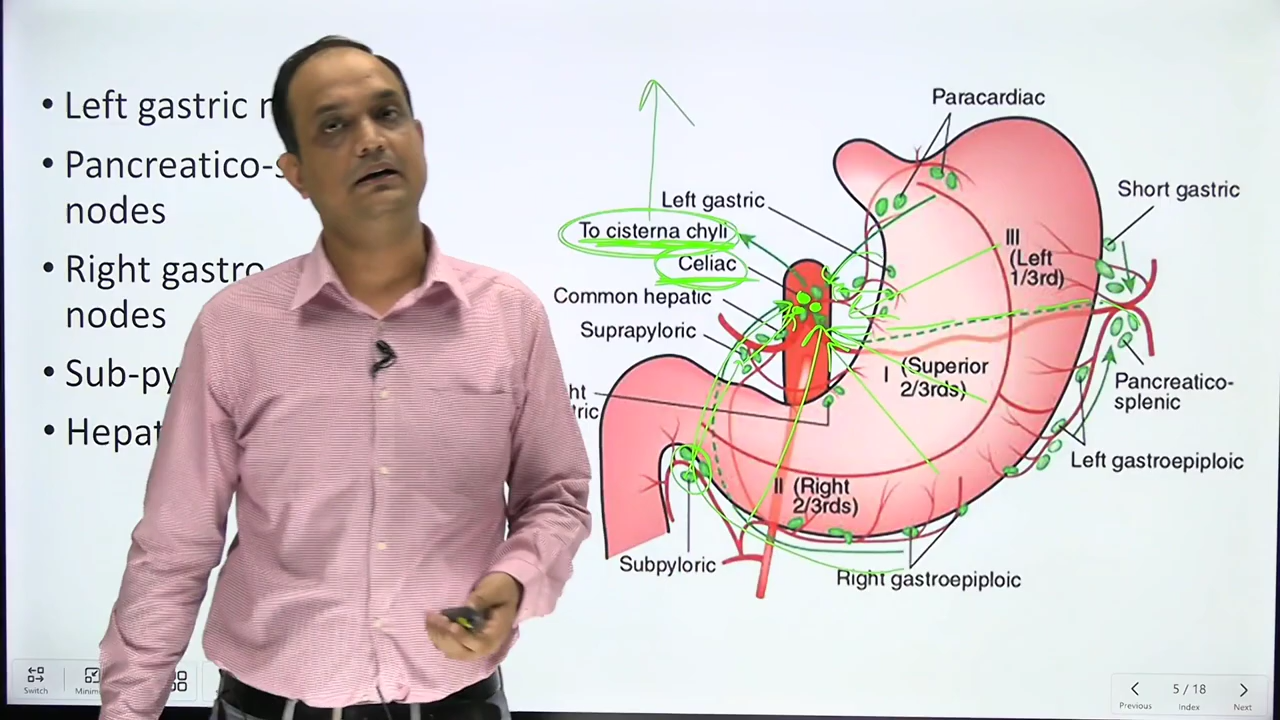 • Left gastric
• Pancreatico-
nodes
• Right gastro
nodes
• Sub-py
• Hepat
Paracardiac
Short gastric
Left gastric
To cisterna chyli
Celiac
Common hepatic
Suprapyloric
III
(Left
1/3rd)
I (Superior
2/3rds)
Pancreatico-
splenic
Left gastroepiploic
II (Right
2/3rds)
Subpyloric
Right gastroepiploic
Switch
5 / 18
Previous
Index
Next